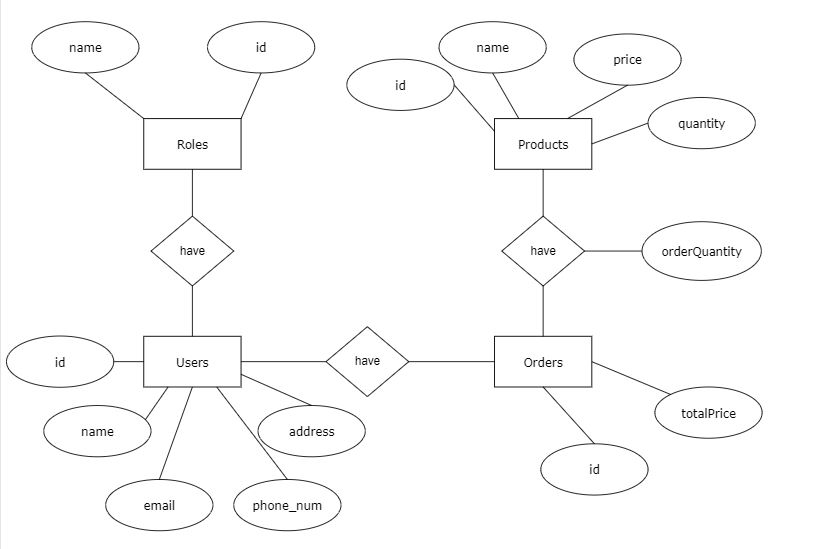 name
id
name
price
id
quantity
Roles
Products
have
have
orderQuantity
id
Users
have
Orders
name
address
totalPrice
id
email
phone_num